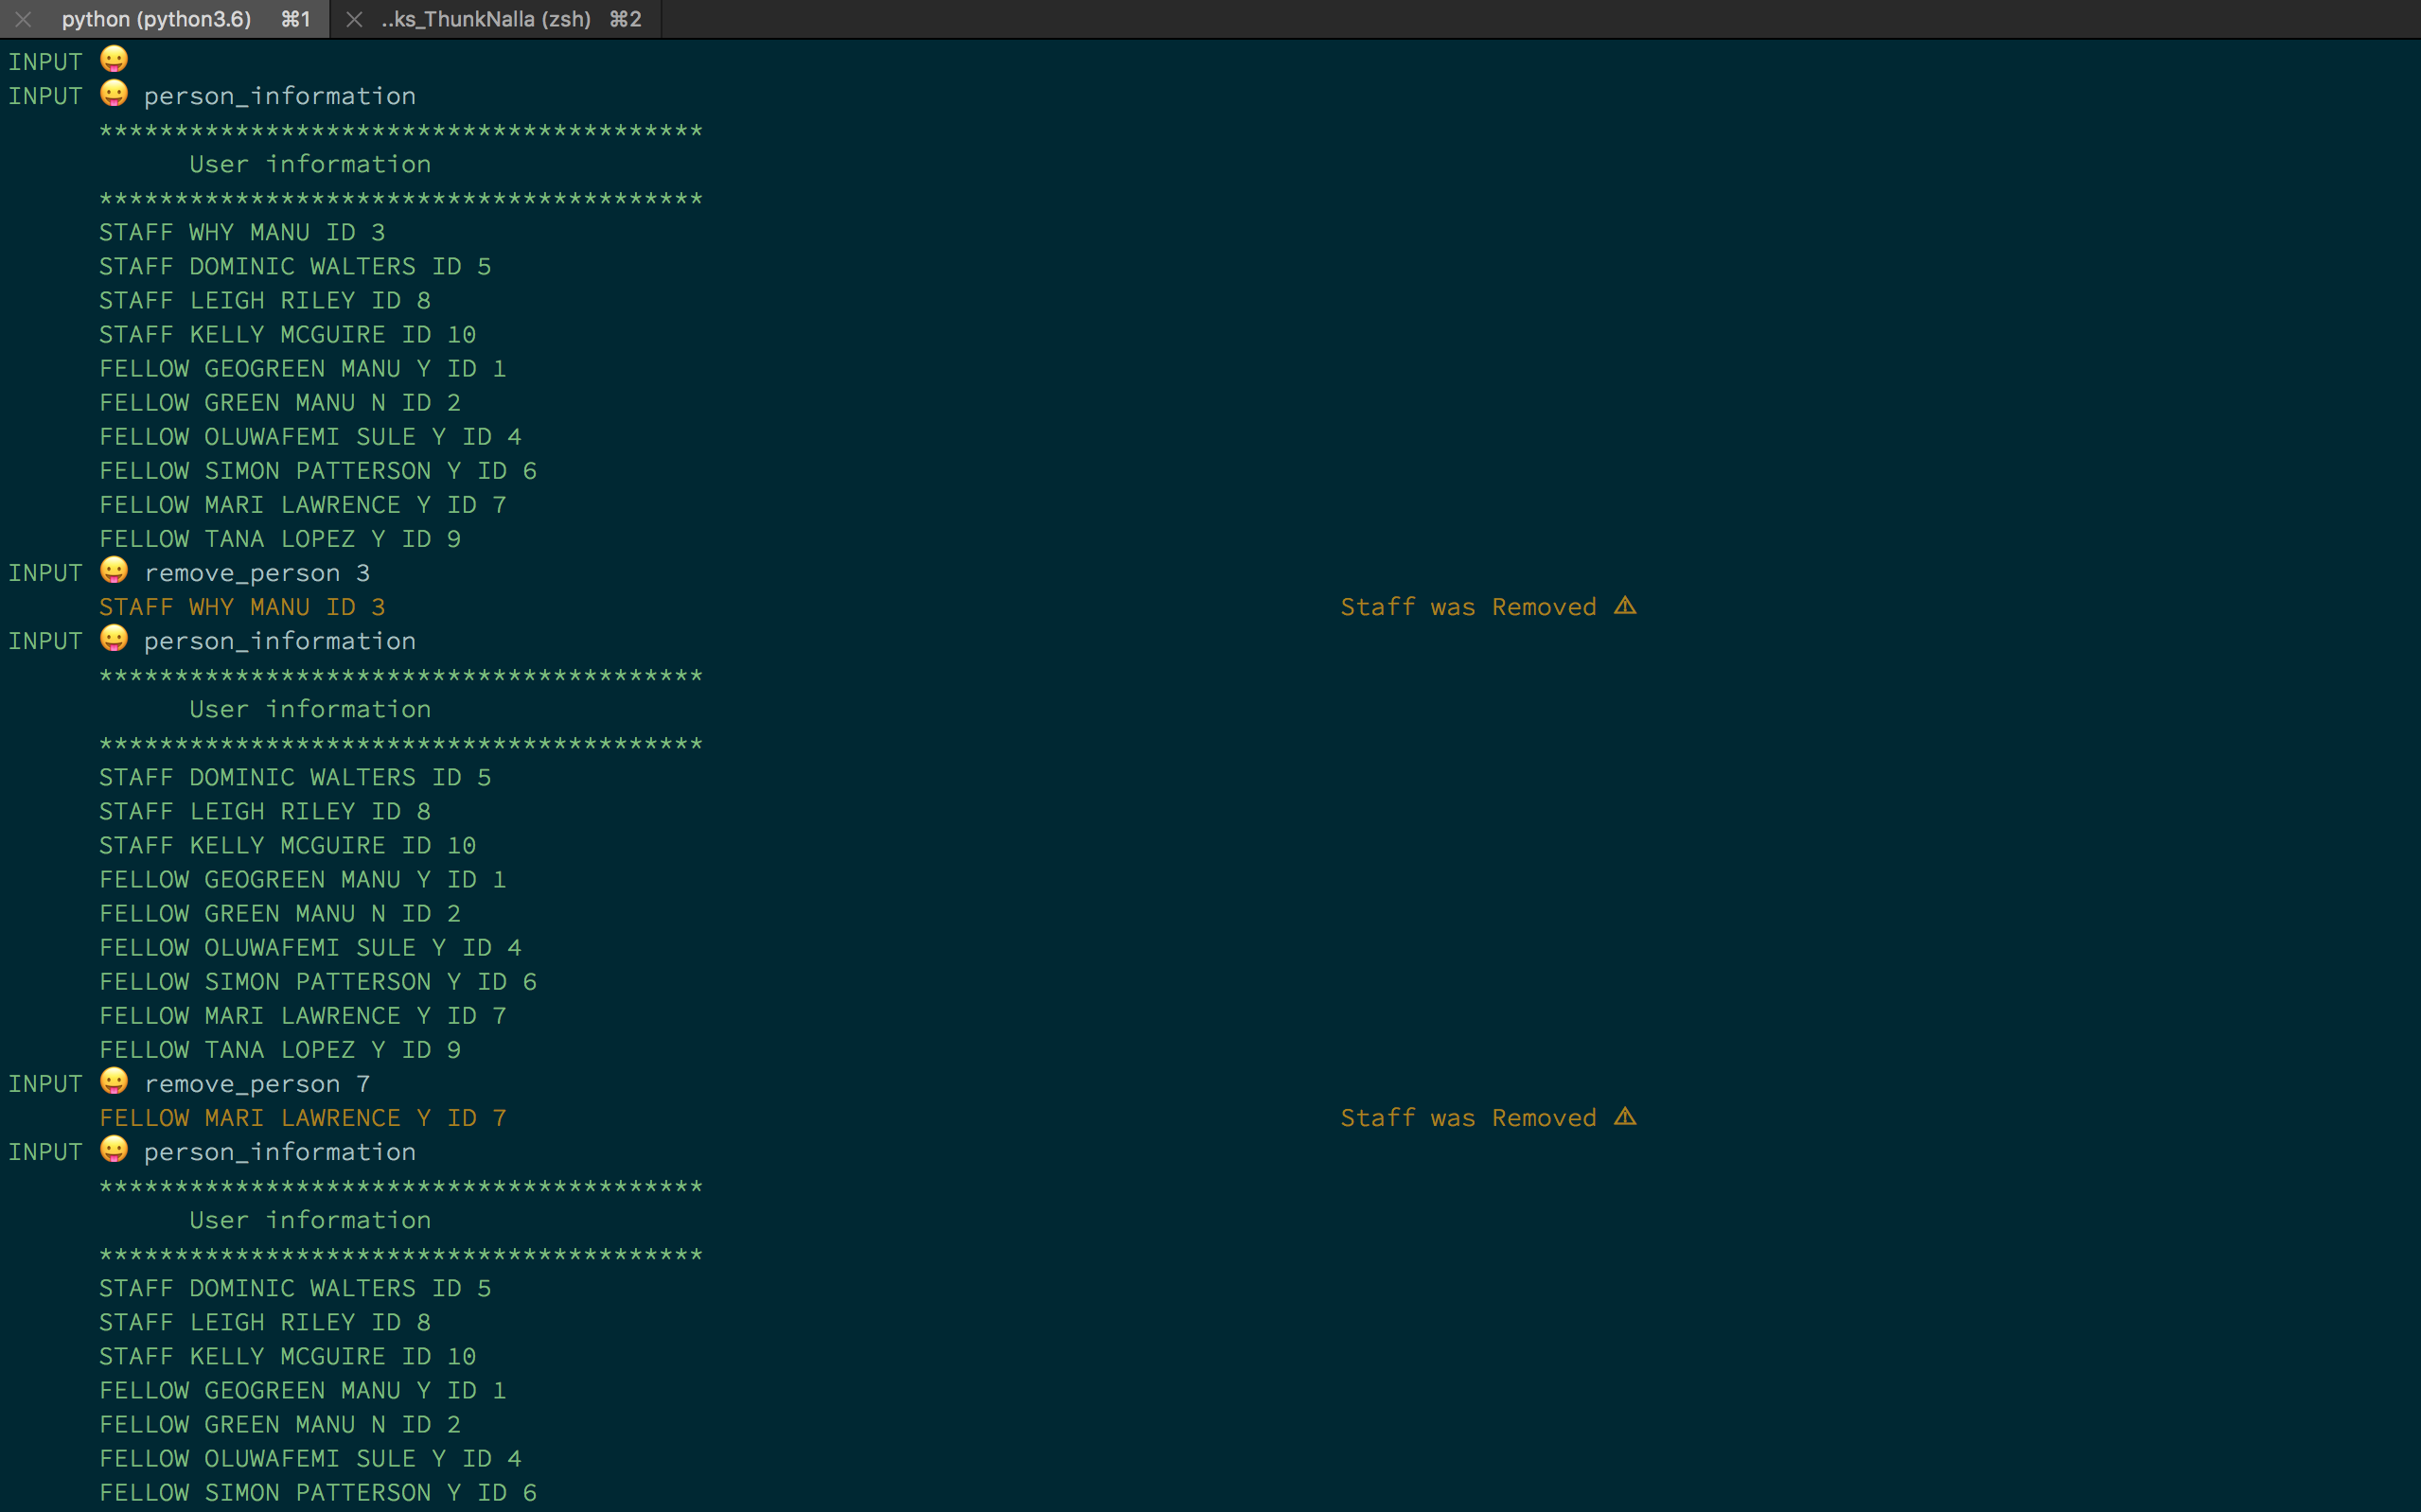 python (python3.6) ⌘1 ..ks_ThunkNalla (zsh) ⌘2
INPUT 😛
INPUT 😛 person_information
****************************************
User information
****************************************
STAFF WHY MANU ID 3
STAFF DOMINIC WALTERS ID 5
STAFF LEIGH RILEY ID 8
STAFF KELLY MCGUIRE ID 10
FELLOW GEOGREEN MANU Y ID 1
FELLOW GREEN MANU N ID 2
FELLOW OLUWAFEMI SULE Y ID 4
FELLOW SIMON PATTERSON Y ID 6
FELLOW MARI LAWRENCE Y ID 7
FELLOW TANA LOPEZ Y ID 9
INPUT 😛 remove_person 3
STAFF WHY MANU ID 3 Staff was Removed ⚠
INPUT 😛 person_information
****************************************
User information
****************************************
STAFF DOMINIC WALTERS ID 5
STAFF LEIGH RILEY ID 8
STAFF KELLY MCGUIRE ID 10
FELLOW GEOGREEN MANU Y ID 1
FELLOW GREEN MANU N ID 2
FELLOW OLUWAFEMI SULE Y ID 4
FELLOW SIMON PATTERSON Y ID 6
FELLOW MARI LAWRENCE Y ID 7
FELLOW TANA LOPEZ Y ID 9
INPUT 😛 remove_person 7
FELLOW MARI LAWRENCE Y ID 7 Staff was Removed ⚠
INPUT 😛 person_information
****************************************
User information
****************************************
STAFF DOMINIC WALTERS ID 5
STAFF LEIGH RILEY ID 8
STAFF KELLY MCGUIRE ID 10
FELLOW GEOGREEN MANU Y ID 1
FELLOW GREEN MANU N ID 2
FELLOW OLUWAFEMI SULE Y ID 4
FELLOW SIMON PATTERSON Y ID 6